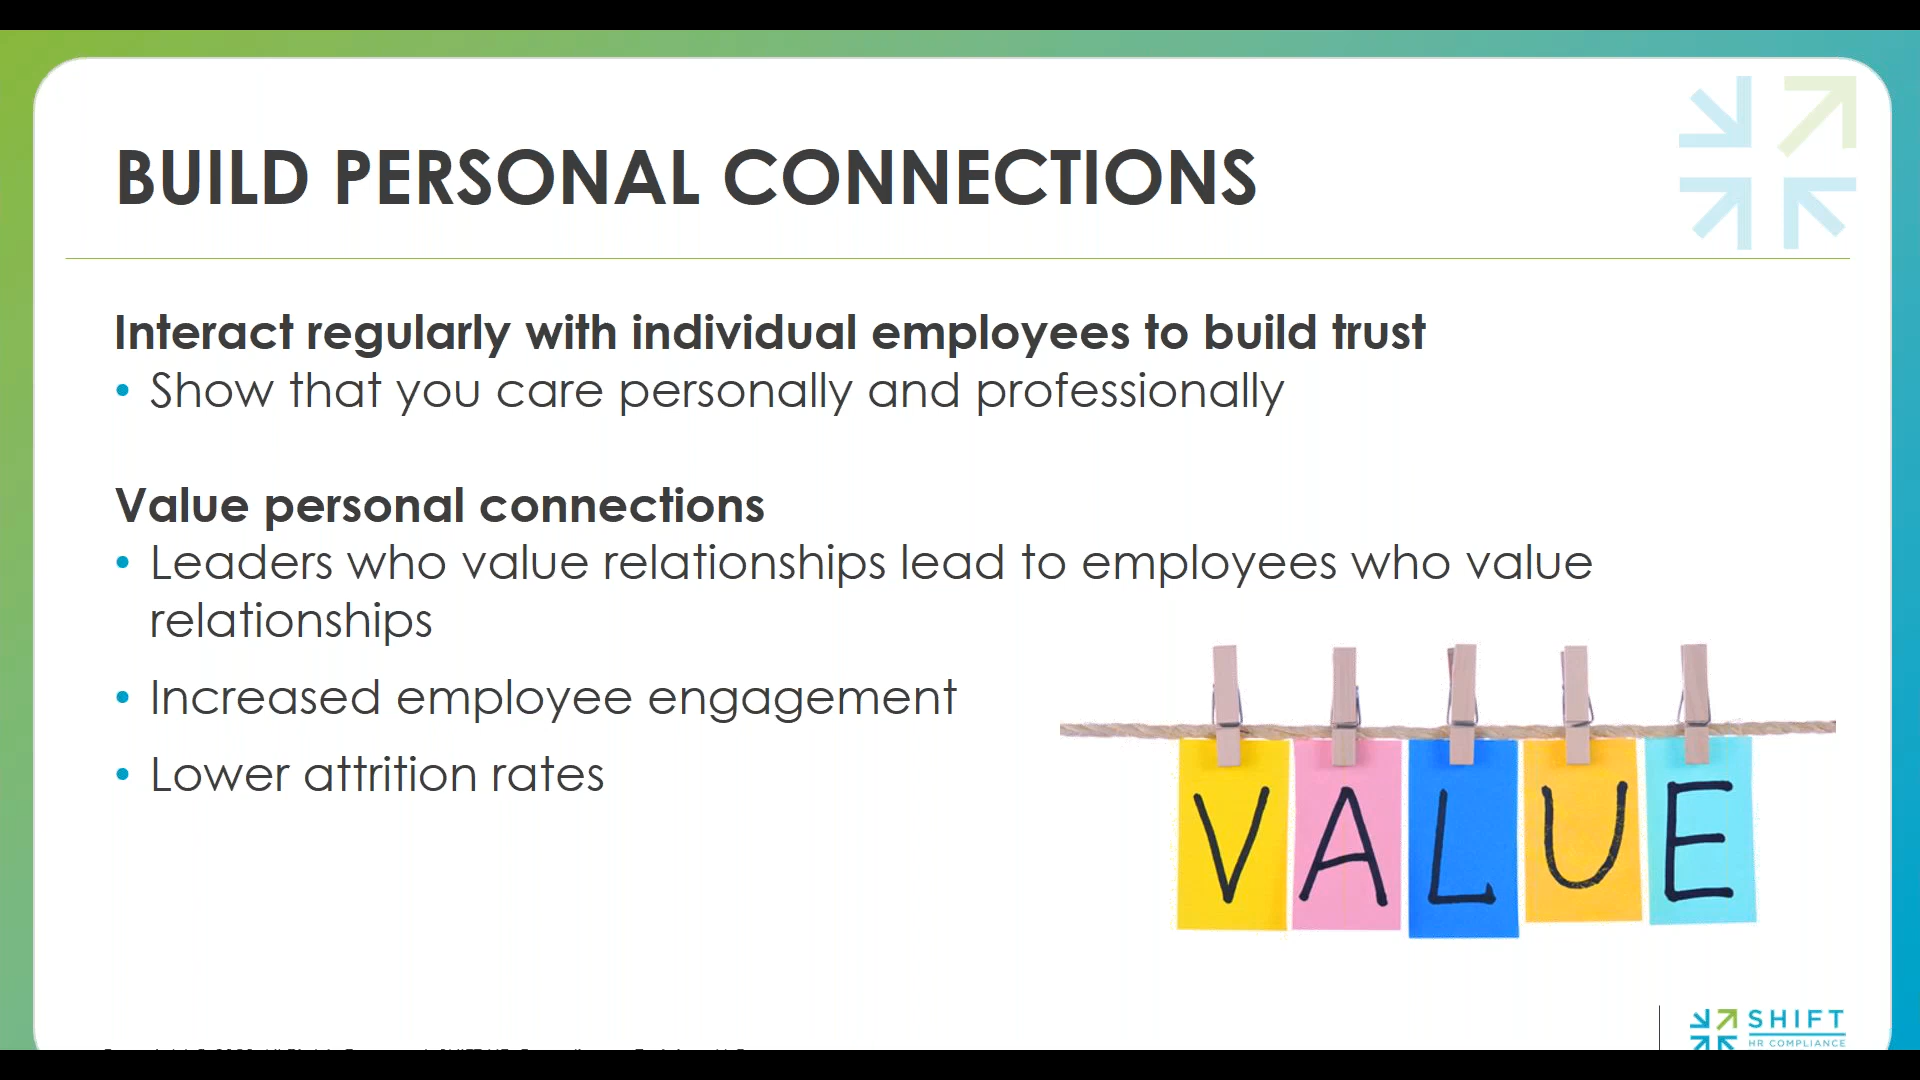 BUILD PERSONAL CONNECTIONS
Interact regularly with individual employees to build trust
• Show that you care personally and professionally
Value personal connections
• Leaders who value relationships lead to employees who value
relationships
• Increased employee engagement
• Lower attrition rates
VALUE
SHIFT
HR COMPLIANCE